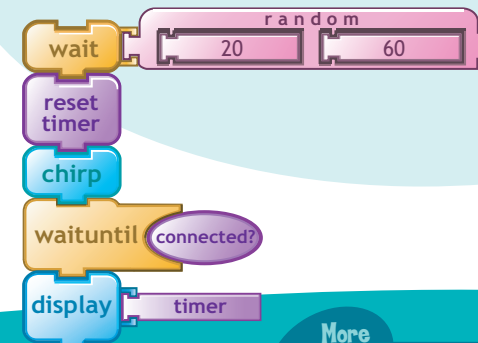 random
wait 20 60
reset
timer
chirp
waituntil connected?
display timer
More